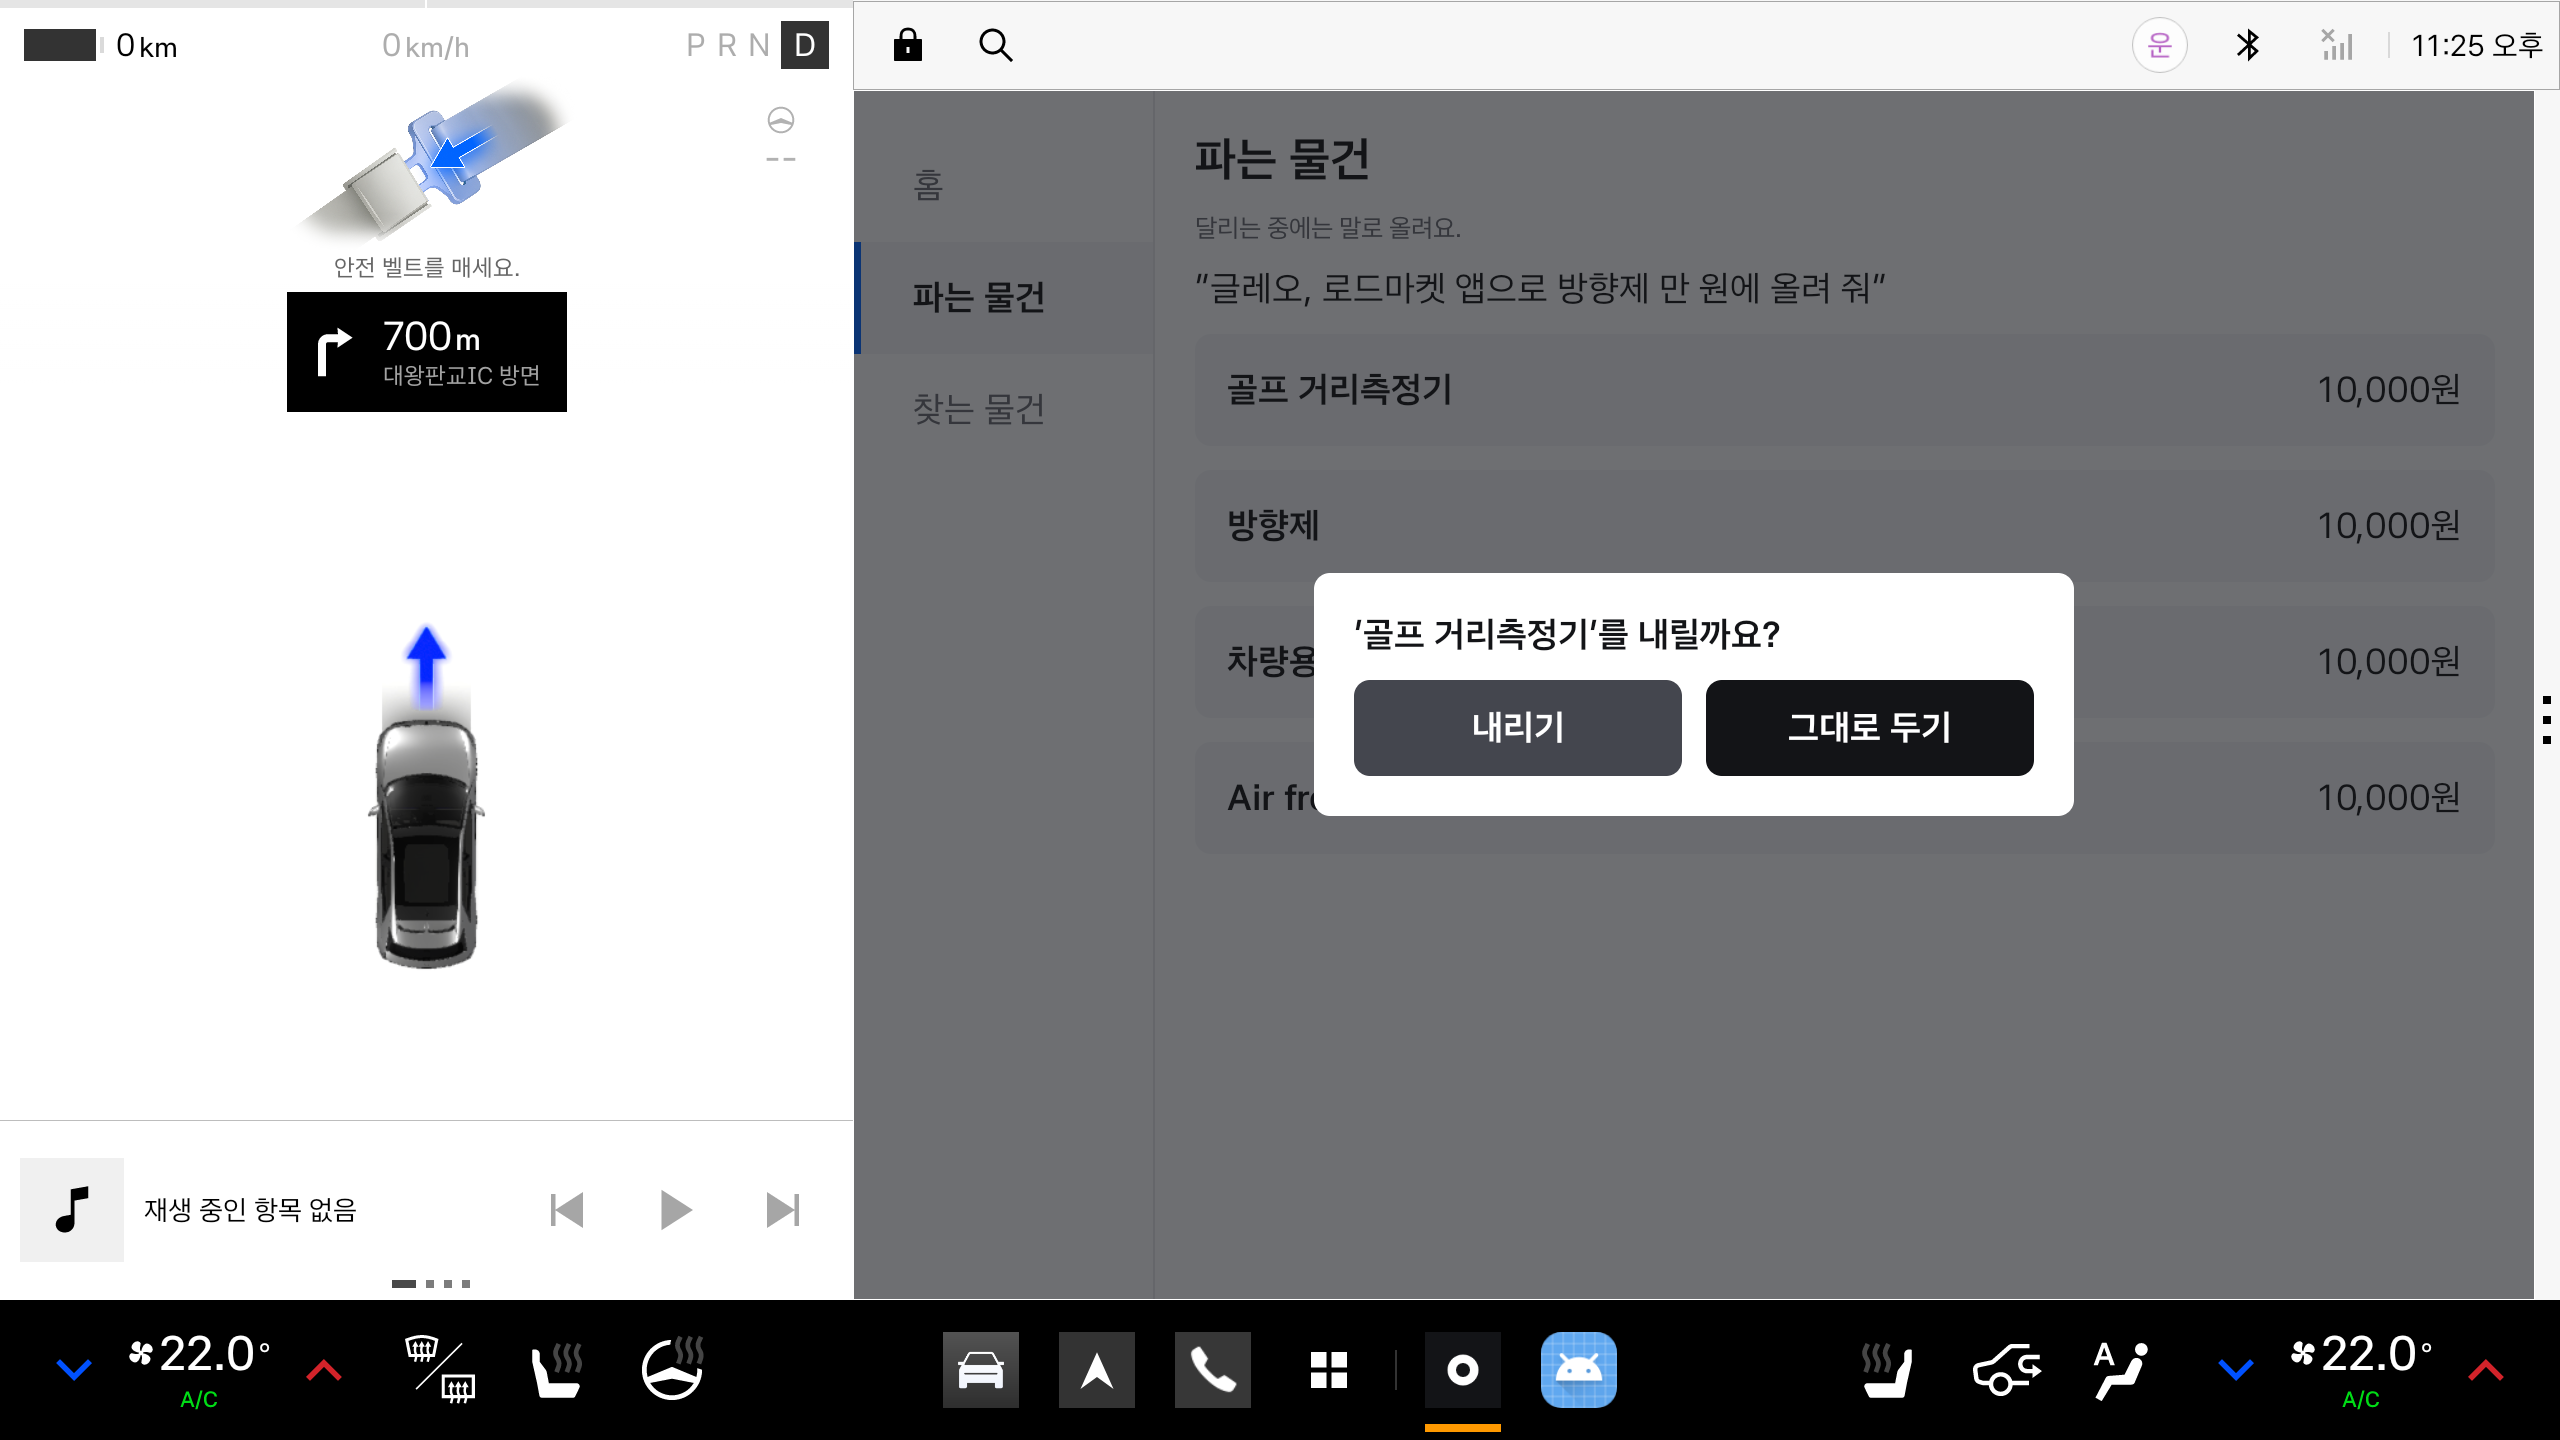 0 km
0 km/h
P R N D
안전 벨트를 매세요.
700 m
대왕판교IC 방면
재생 중인 항목 없음
운
11:25 오후
홈
파는 물건
찾는 물건
파는 물건
달리는 중에는 말로 올려요.
"글레오, 로드마켓 앱으로 방향제 만 원에 올려 줘"
골프 거리측정기 10,000원
방향제 10,000원
차량용 10,000원
Air fre 10,000원
'골프 거리측정기'를 내릴까요?
내리기
그대로 두기
22.0°
A/C
A
22.0°
A/C